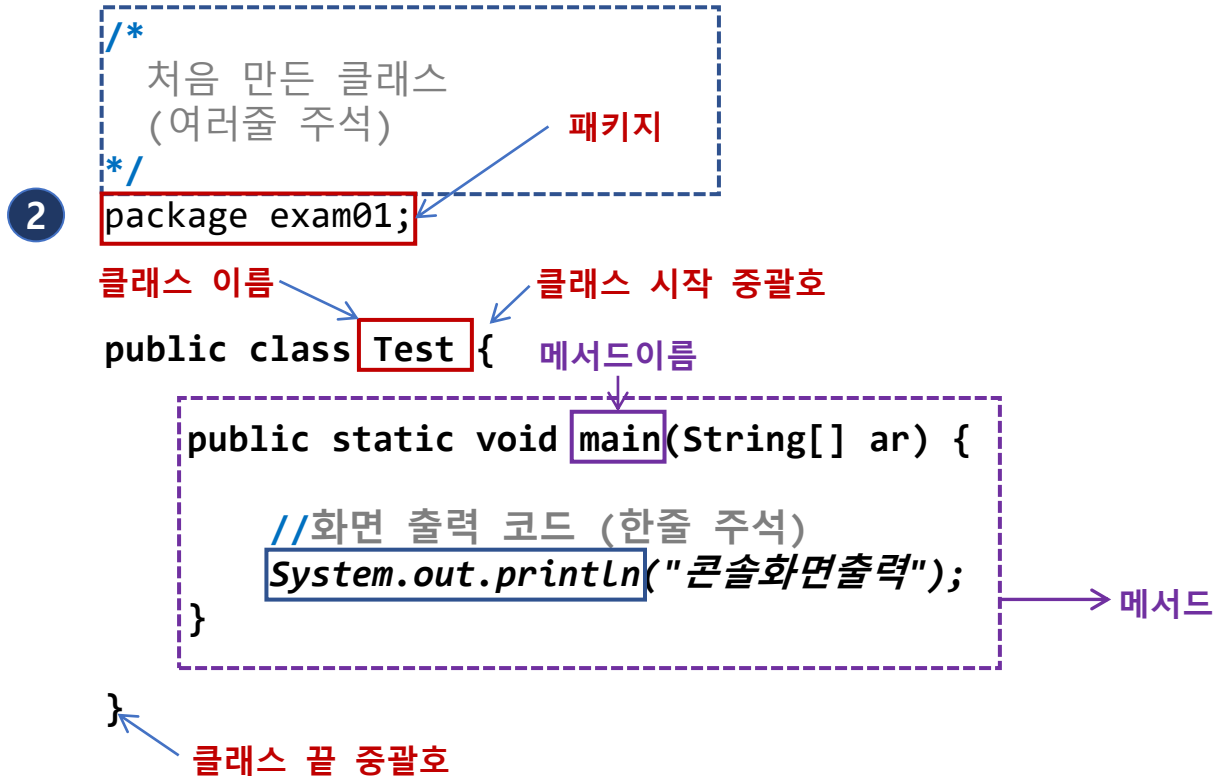 /*
처음 만든 클래스
(여러줄 주석)
패키지
*/
2
package exam01;
클래스 이름
클래스 시작 중괄호
public class Test {
메서드이름
public static void main(String[] ar) {
//화면 출력 코드 (한줄 주석)
System.out.println("콘솔화면출력");
메서드
}
}
클래스 끝 중괄호